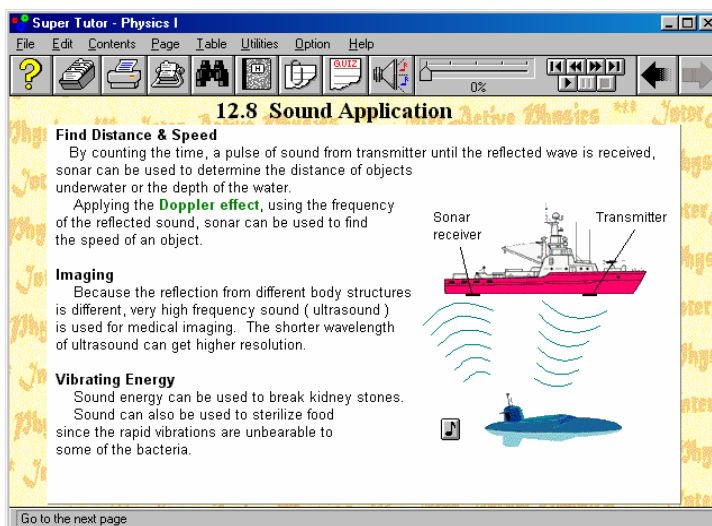 Super Tutor - Physics I
File Edit Contents Page Table Utilities Option Help
QUIZ
0%
12.8 Sound Application
Find Distance & Speed
By counting the time, a pulse of sound from transmitter until the reflected wave is received,
sonar can be used to determine the distance of objects
underwater or the depth of the water.
Applying the Doppler effect, using the frequency
of the reflected sound, sonar can be used to find
the speed of an object.
Sonar
receiver
Transmitter
Imaging
Because the reflection from different body structures
is different, very high frequency sound ( ultrasound )
is used for medical imaging. The shorter wavelength
of ultrasound can get higher resolution.
Vibrating Energy
Sound energy can be used to break kidney stones.
Sound can also be used to sterilize food
since the rapid vibrations are unbearable to
some of the bacteria.
Go to the next page